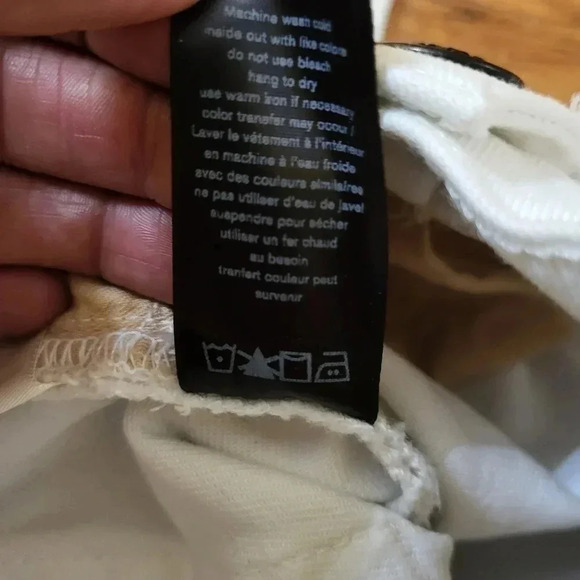 Machine wash cold
inside out with like colors
do not use bleach
hang to dry
use warm iron if necessary
color transfer may occur /
Laver le vêtement à l'intérieur
en machine à l'eau froide
avec des couleurs similaires
ne pas utiliser d'eau de javel
suspendre pour sécher
utiliser un fer chaud
au besoin
tranfert couleur peut
survenir